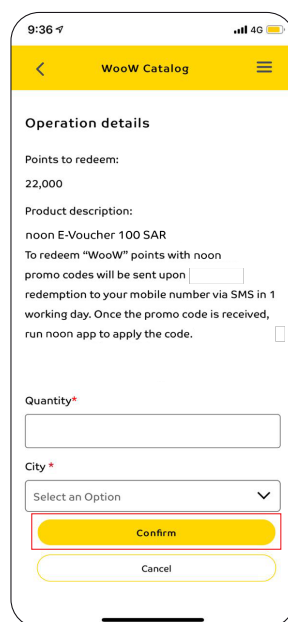 9:36
4G
WooW Catalog
Operation details
Points to redeem:
22,000
Product description:
noon E-Voucher 100 SAR
To redeem “WooW” points with noon
promo codes will be sent upon
redemption to your mobile number via SMS in 1
working day. Once the promo code is received,
run noon app to apply the code.
Quantity*
City *
Select an Option
Confirm
Cancel